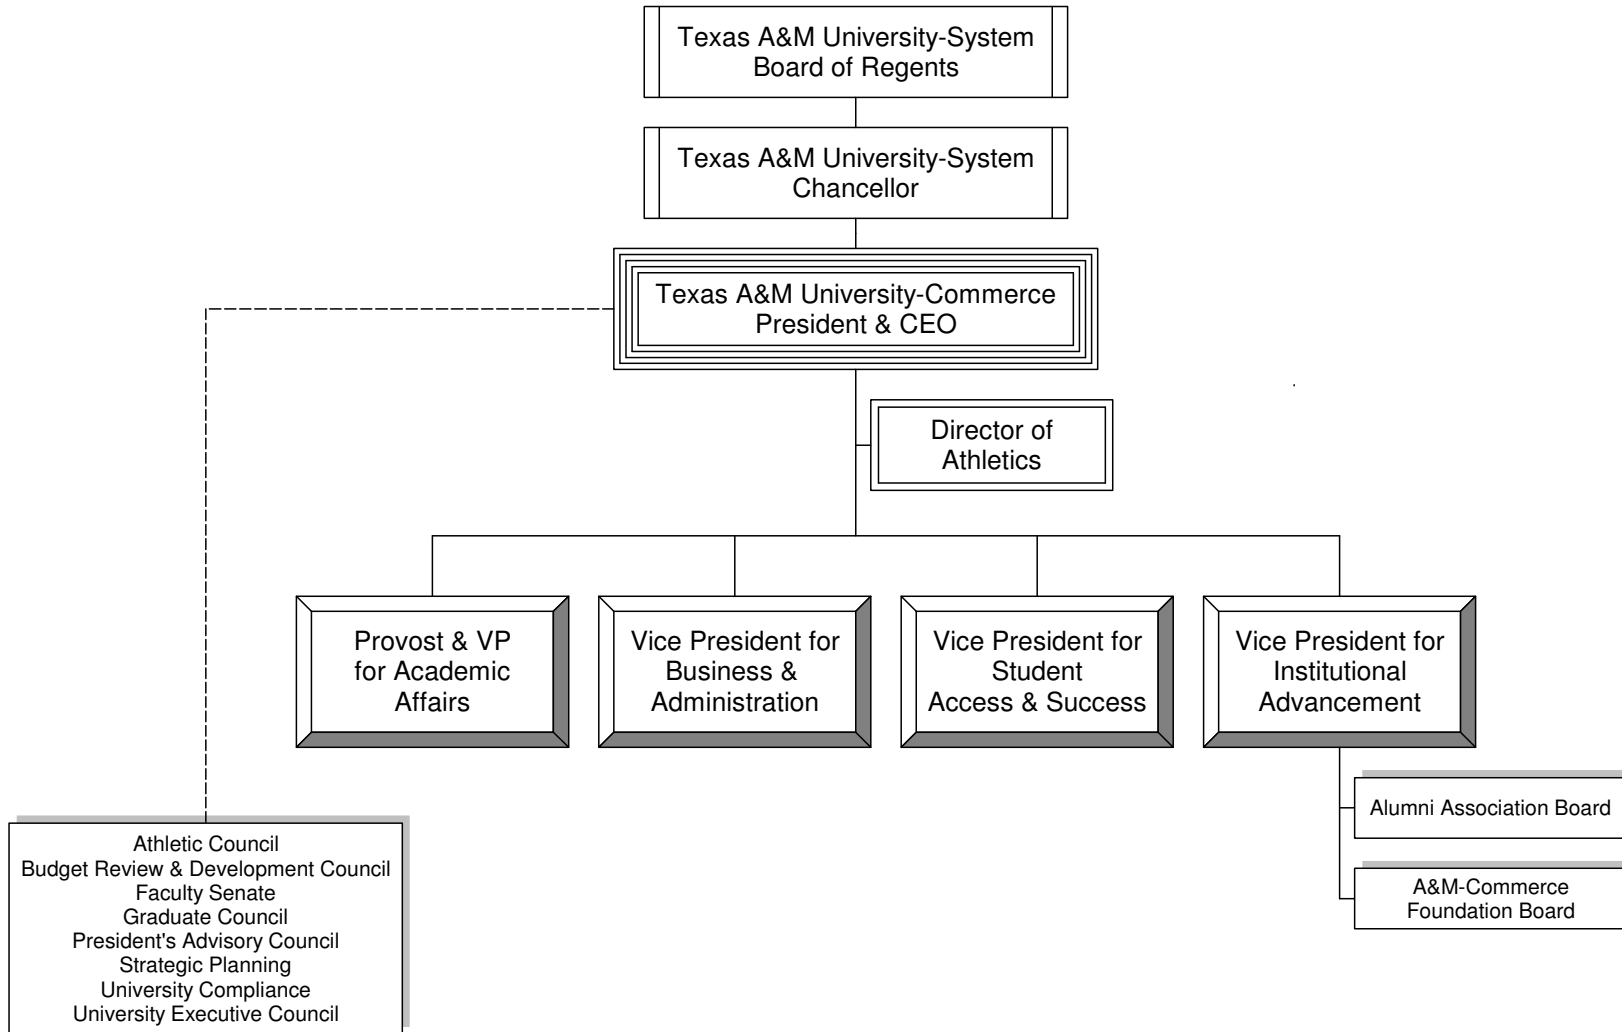 Texas A&M University-System
Board of Regents
Texas A&M University-System
Chancellor
Texas A&M University-Commerce
President & CEO
Director of
Athletics
Provost & VP
for Academic
Affairs
Vice President for
Business &
Administration
Vice President for
Student
Access & Success
Vice President for
Institutional
Advancement
Alumni Association Board
A&M-Commerce
Foundation Board
Athletic Council
Budget Review & Development Council
Faculty Senate
Graduate Council
President's Advisory Council
Strategic Planning
University Compliance
University Executive Council